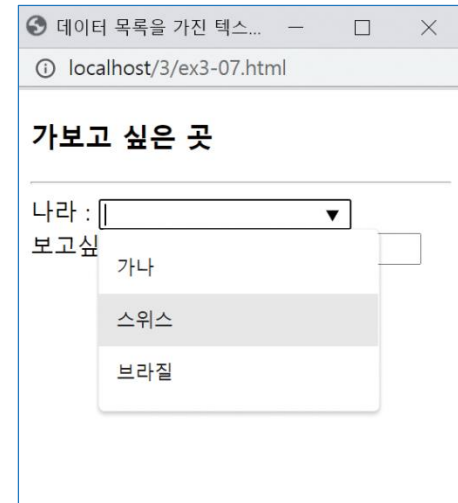 데이터 목록을 가진 텍스...
localhost/3/ex3-07.html
가보고 싶은 곳
나라 :
보고싶
가나
스위스
브라질